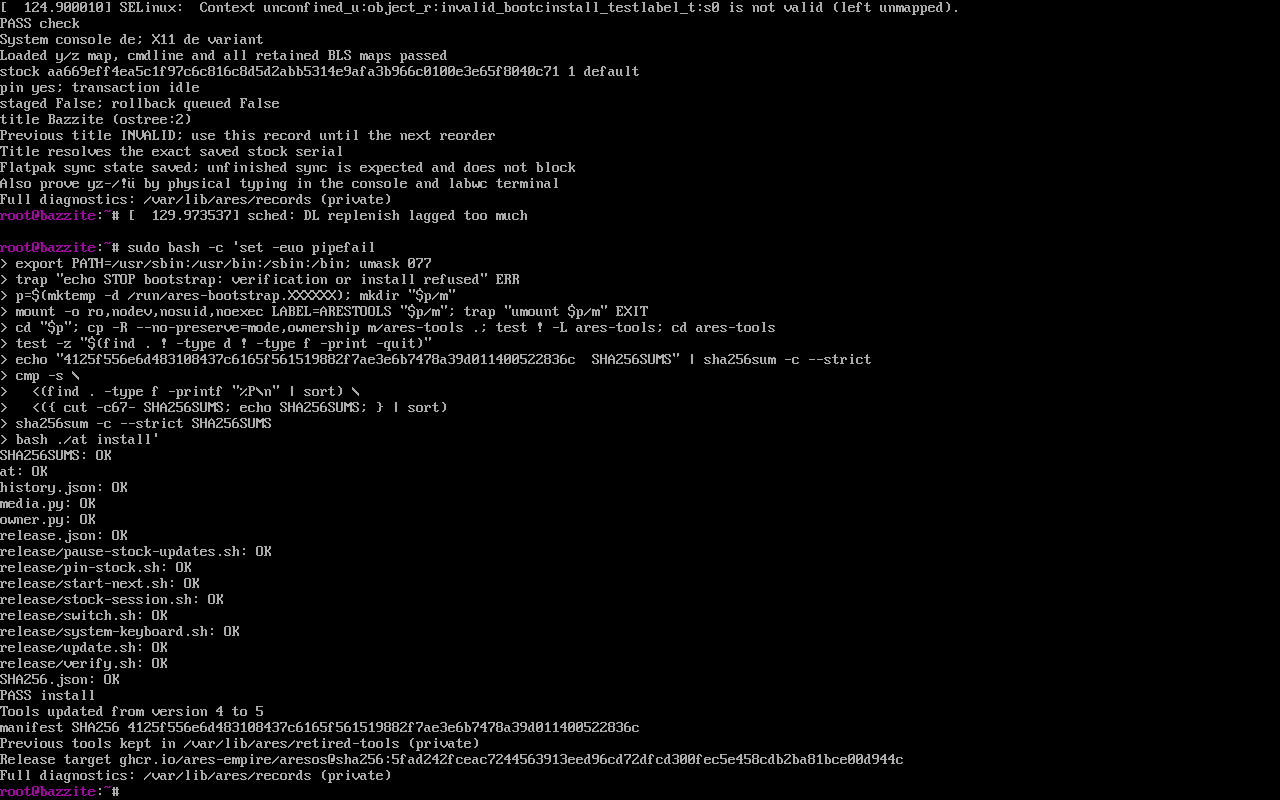 [  124.900010] SELinux:  Context unconfined_u:object_r:invalid_bootcinstall_testlabel_t:s0 is not valid (left unmapped).
PASS check
System console de; X11 de variant
Loaded y/z map, cmdline and all retained BLS maps passed
stock aa669eff4ea5c1f97c6c816c8d5d2abb5314e9afa3b966c0100e3e65f8040c71 1 default
pin yes; transaction idle
staged False; rollback queued False
title Bazzite (ostree:2)
Previous title INVALID; use this record until the next reorder
Title resolves the exact saved stock serial
Flatpak sync state saved; unfinished sync is expected and does not block
Also prove yz-/!ü by physical typing in the console and labwc terminal
Full diagnostics: /var/lib/ares/records (private)
root@bazzite:~# [  129.973537] sched: DL replenish lagged too much
root@bazzite:~# sudo bash -c 'set -euo pipefail
> export PATH=/usr/sbin:/usr/bin:/sbin:/bin; umask 077
> trap "echo STOP bootstrap: verification or install refused" ERR
> p=$(mktemp -d /run/ares-bootstrap.XXXXXX); mkdir "$p/m"
> mount -o ro,nodev,nosuid,noexec LABEL=ARESTOOLS "$p/m"; trap "umount $p/m" EXIT
> cd "$p"; cp -R --no-preserve=mode,ownership m/ares-tools .; test ! -L ares-tools; cd ares-tools
> test -z "$(find . ! -type d ! -type f -print -quit)"
> echo "4125f556e6d483108437c6165f561519882f7ae3e6b7478a39d011400522836c  SHA256SUMS" | sha256sum -c --strict
> cmp -s \
>   <(find . -type f -printf "%P\n" | sort) \
>   <({ cut -c67- SHA256SUMS; echo SHA256SUMS; } | sort)
> sha256sum -c --strict SHA256SUMS
> bash ./at install'
SHA256SUMS: OK
at: OK
history.json: OK
media.py: OK
owner.py: OK
release.json: OK
release/pause-stock-updates.sh: OK
release/pin-stock.sh: OK
release/start-next.sh: OK
release/stock-session.sh: OK
release/switch.sh: OK
release/system-keyboard.sh: OK
release/update.sh: OK
release/verify.sh: OK
SHA256.json: OK
PASS install
Tools updated from version 4 to 5
manifest SHA256 4125f556e6d483108437c6165f561519882f7ae3e6b7478a39d011400522836c
Previous tools kept in /var/lib/ares/retired-tools (private)
Release target ghcr.io/ares-empire/aresos@sha256:5fad242fceac7244563913eed96cd72dfcd300fec5e458cdb2ba81bce00d944c
Full diagnostics: /var/lib/ares/records (private)
root@bazzite:~#